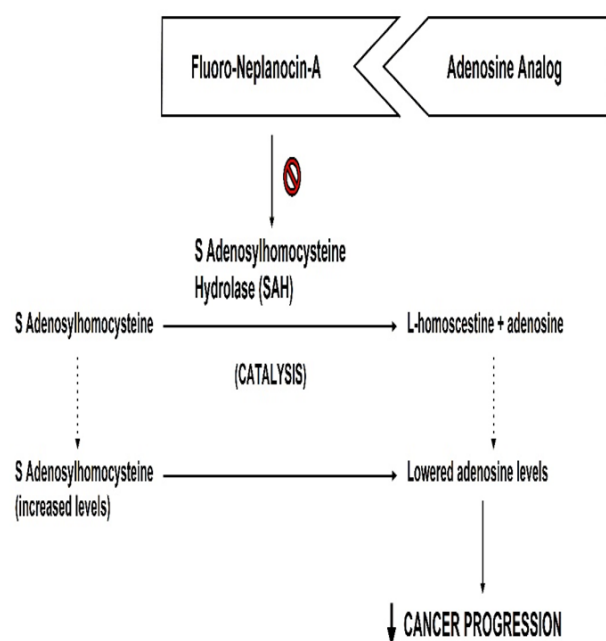 Fluoro-Neplanocin-A
Adenosine Analog
S Adenosylhomocysteine
Hydrolase (SAH)
S Adenosylhomocysteine
L-homoscestine + adenosine
(CATALYSIS)
S Adenosylhomocysteine
(increased levels)
Lowered adenosine levels
CANCER PROGRESSION